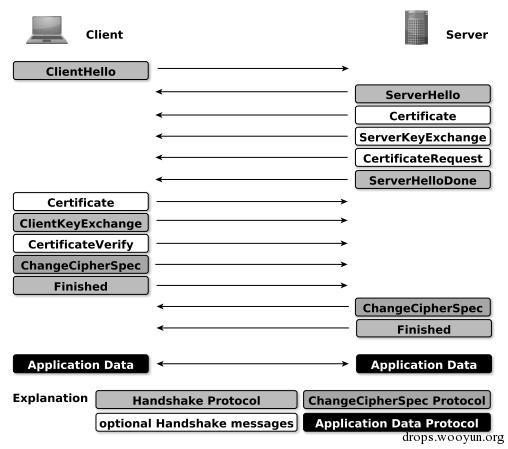 Client Server
ClientHello
ServerHello
Certificate
ServerKeyExchange
CertificateRequest
ServerHelloDone
Certificate
ClientKeyExchange
CertificateVerify
ChangeCipherSpec
Finished
ChangeCipherSpec
Finished
Application Data Application Data
Explanation Handshake Protocol ChangeCipherSpec Protocol
optional Handshake messages Application Data Protocol
drops.wooyun.org